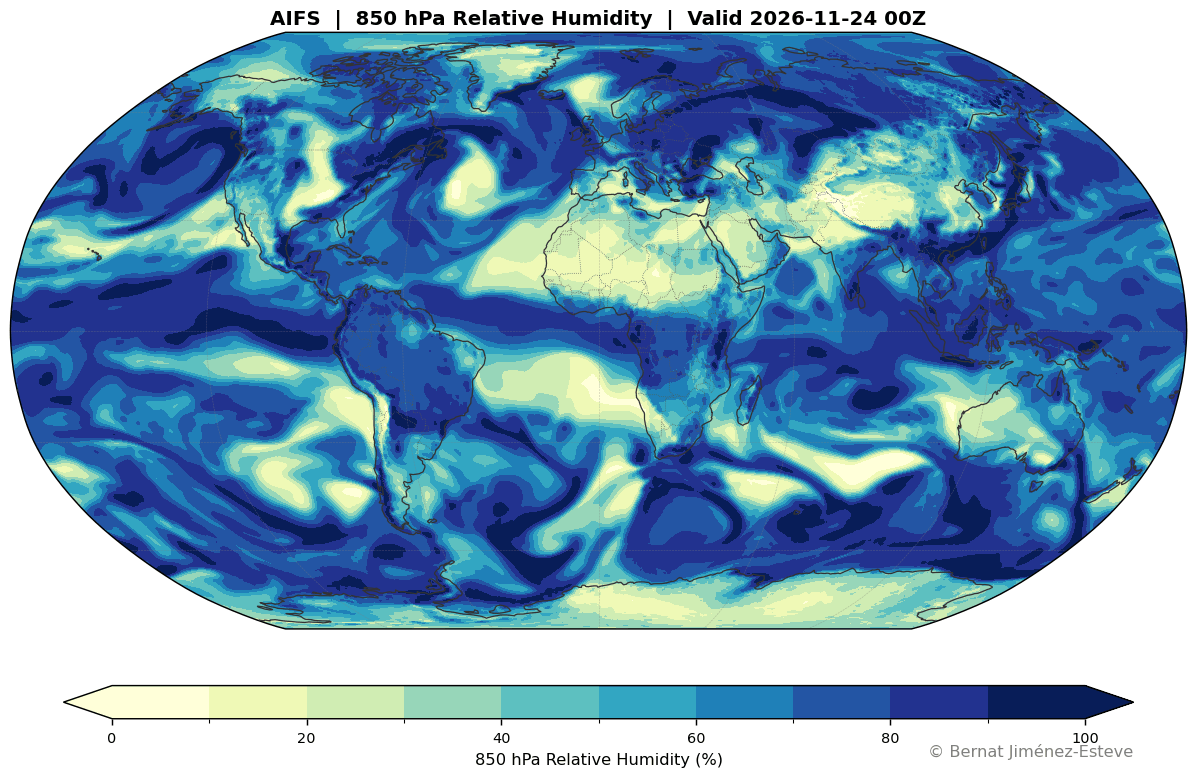 AIFS | 850 hPa Relative Humidity | Valid 2026-11-24 00Z
0 20 40 60 80 100
850 hPa Relative Humidity (%)
© Bernat Jiménez-Esteve